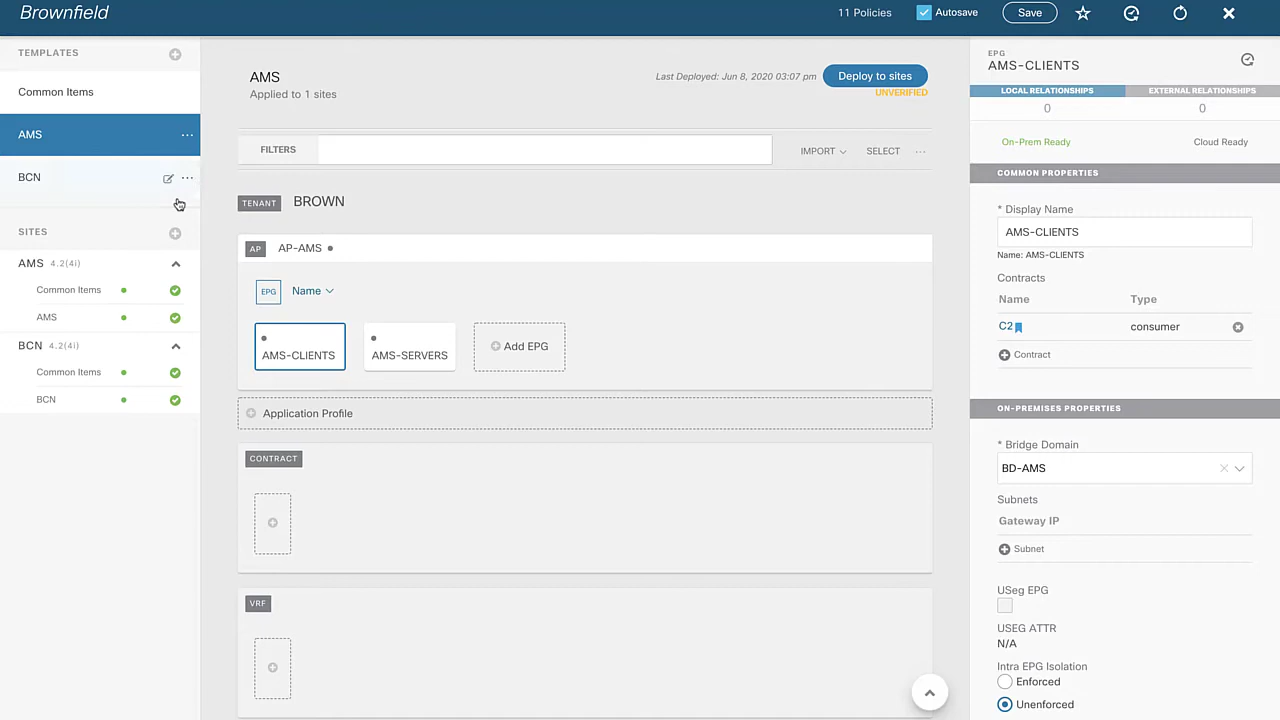 Brownfield
11 Policies
Autosave
Save
TEMPLATES
Common Items
AMS
BCN
SITES
AMS 4.2(4i)
Common Items
AMS
BCN 4.2(4i)
Common Items
BCN
AMS
Applied to 1 sites
Last Deployed: Jun 8, 2020 03:07 pm
Deploy to sites
UNVERIFIED
FILTERS
IMPORT
SELECT
TENANT BROWN
AP AP-AMS
EPG Name
AMS-CLIENTS
AMS-SERVERS
Add EPG
Application Profile
CONTRACT
VRF
EPG
AMS-CLIENTS
LOCAL RELATIONSHIPS
EXTERNAL RELATIONSHIPS
0
0
On-Prem Ready
Cloud Ready
COMMON PROPERTIES
* Display Name
AMS-CLIENTS
Name: AMS-CLIENTS
Contracts
Name Type
C2 consumer
Contract
ON-PREMISES PROPERTIES
* Bridge Domain
BD-AMS
Subnets
Gateway IP
Subnet
USeg EPG
USEG ATTR
N/A
Intra EPG Isolation
Enforced
Unenforced